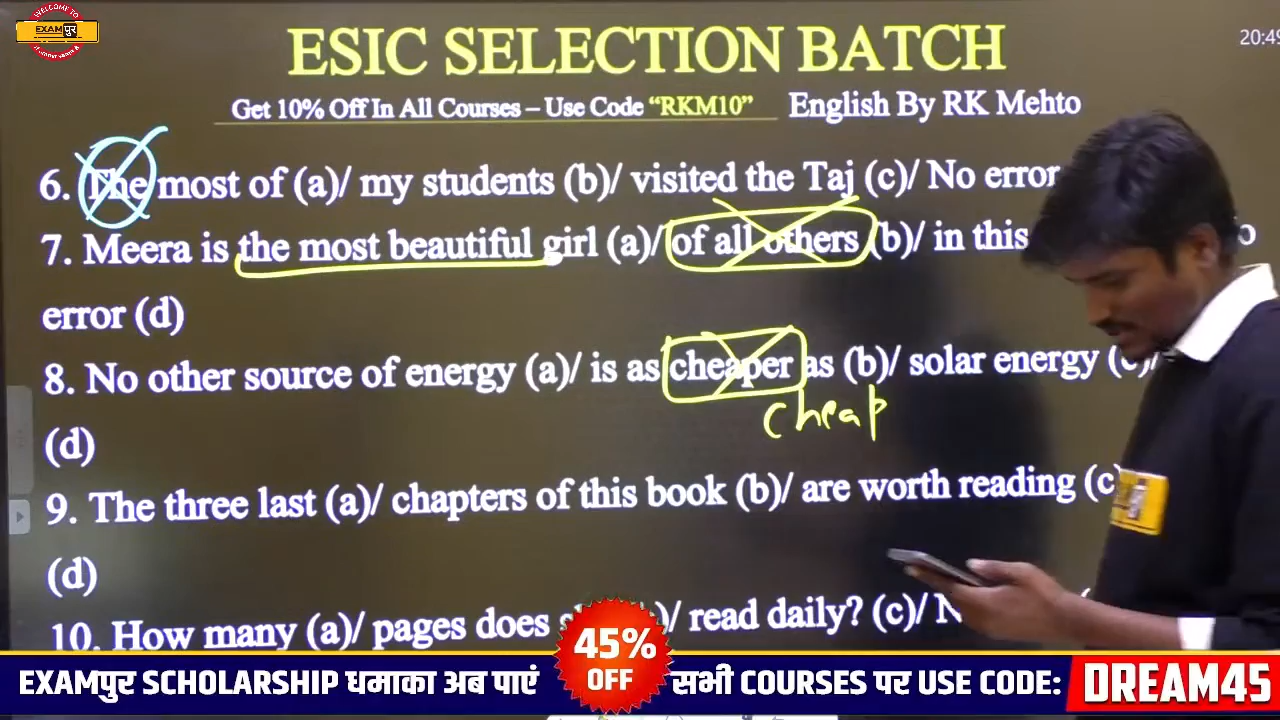 WELCOME TO
EXAMपुर
20:49
ESIC SELECTION BATCH
Get 10% Off In All Courses – Use Code “RKM10” English By RK Mehto
6. The most of (a)/ my students (b)/ visited the Taj (c)/ No error
7. Meera is the most beautiful girl (a)/ of all others (b)/ in this
error (d)
8. No other source of energy (a)/ is as cheaper as (b)/ solar energy (c)/
cheap
(d)
9. The three last (a)/ chapters of this book (b)/ are worth reading (c)
(d)
10. How many (a)/ pages does / read daily? (c)/
45%
OFF
EXAMपुर SCHOLARSHIP धमाका अब पाएं सभी COURSES पर USE CODE: DREAM45